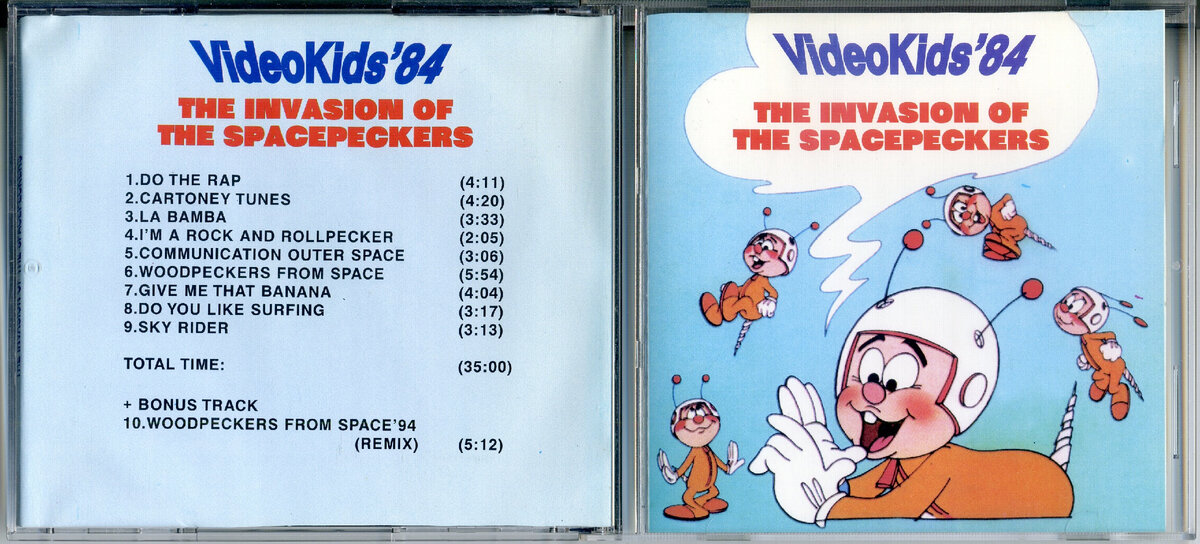 VideoKids'84
THE INVASION OF
THE SPACEPECKERS
1.DO THE RAP (4:11)
2.CARTONEY TUNES (4:20)
3.LA BAMBA (3:33)
4.I'M A ROCK AND ROLLPECKER (2:05)
5.COMMUNICATION OUTER SPACE (3:06)
6.WOODPECKERS FROM SPACE (5:54)
7.GIVE ME THAT BANANA (4:04)
8.DO YOU LIKE SURFING (3:17)
9.SKY RIDER (3:13)
TOTAL TIME: (35:00)
+ BONUS TRACK
10.WOODPECKERS FROM SPACE'94
(REMIX) (5:12)
VideoKids'84
THE INVASION OF
THE SPACEPECKERS